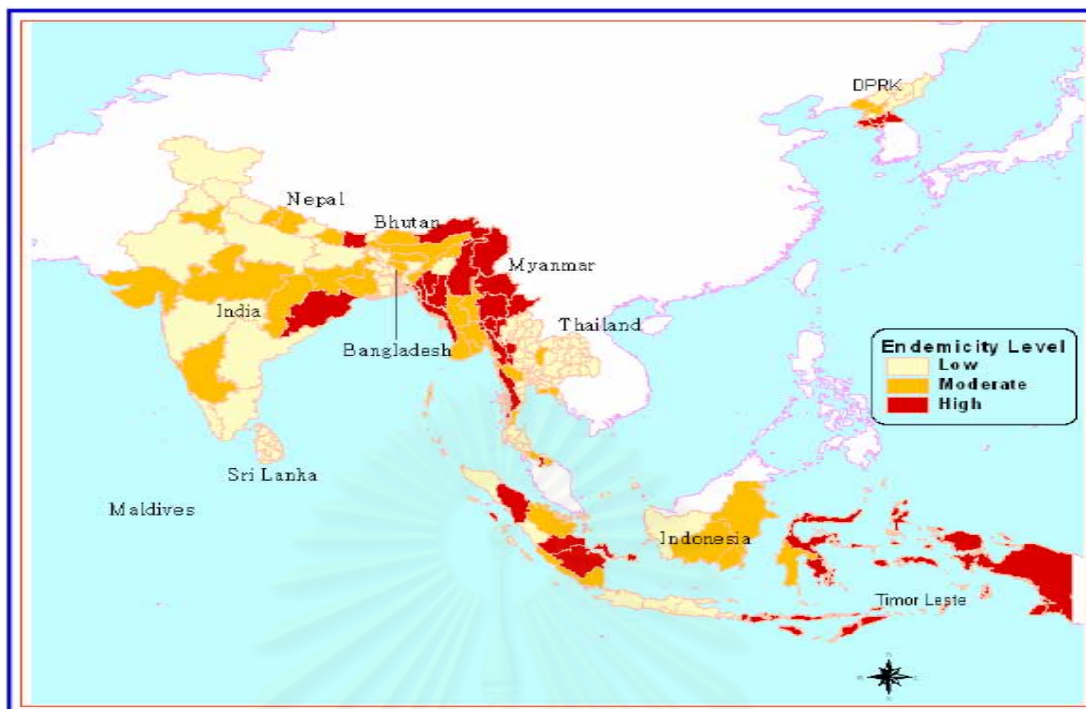 DPRK
Nepal
Bhutan
Myanmar
India
Thailand
Bangladesh
Endemicity Level
Low
Moderate
High
Sri Lanka
Maldives
Indonesia
Timor Leste